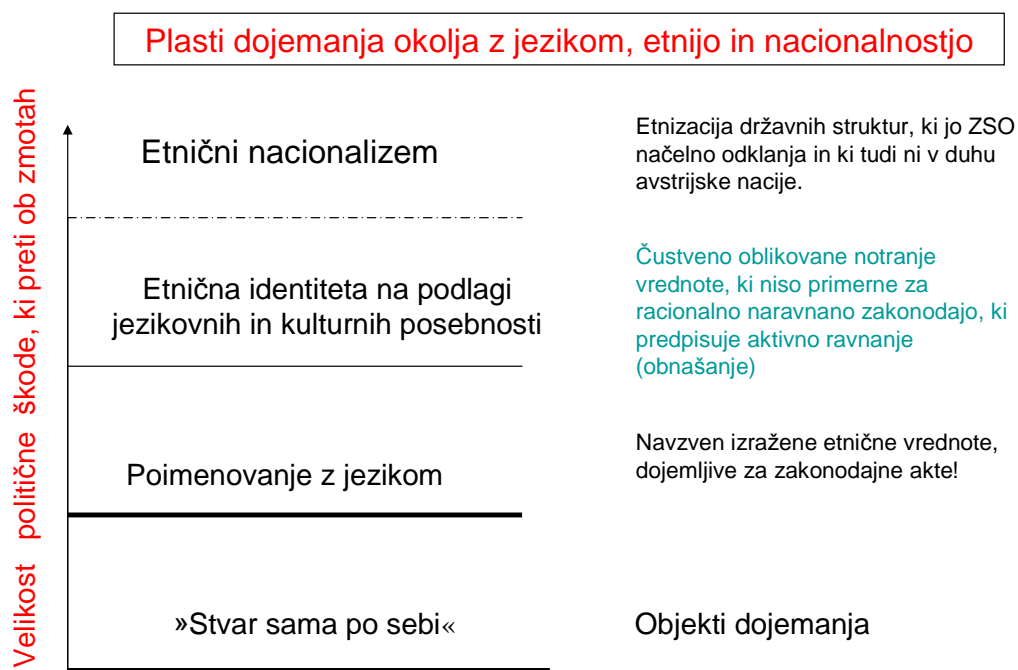 Plasti dojemanja okolja z jezikom, etnijo in nacionalnostjo
Velikost politične škode, ki preti ob zmotah
Etnični nacionalizem
Etnizacija državnih struktur, ki jo ZSO
načelno odklanja in ki tudi ni v duhu
avstrijske nacije.
Etnična identiteta na podlagi
jezikovnih in kulturnih posebnosti
Čustveno oblikovane notranje
vrednote, ki niso primerne za
racionalno naravnano zakonodajo, ki
predpisuje aktivno ravnanje
(obnašanje)
Poimenovanje z jezikom
Navzven izražene etnične vrednote,
dojemljive za zakonodajne akte!
»Stvar sama po sebi«
Objekti dojemanja